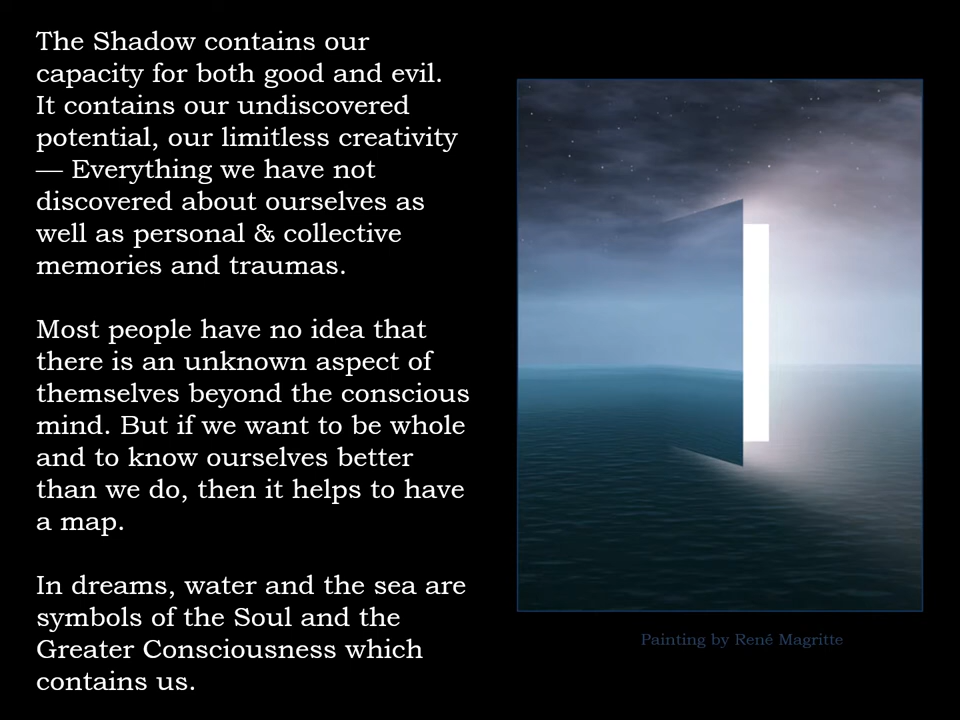 The Shadow contains our
capacity for both good and evil.
It contains our undiscovered
potential, our limitless creativity
— Everything we have not
discovered about ourselves as
well as personal & collective
memories and traumas.
Most people have no idea that
there is an unknown aspect of
themselves beyond the conscious
mind. But if we want to be whole
and to know ourselves better
than we do, then it helps to have
a map.
In dreams, water and the sea are
symbols of the Soul and the
Greater Consciousness which
contains us.
Painting by René Magritte